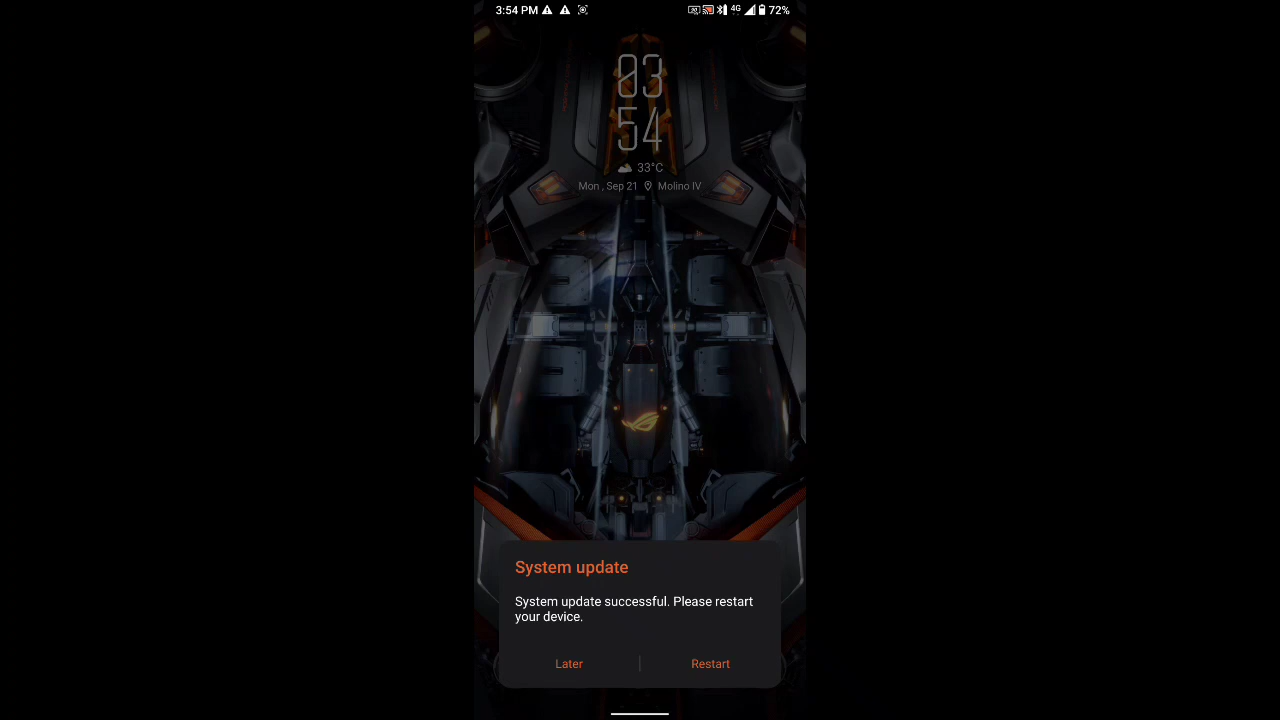 3:54 PM 4G 72%
03
54
33°C
Mon , Sep 21 Molino IV
System update
System update successful. Please restart
your device.
Later Restart